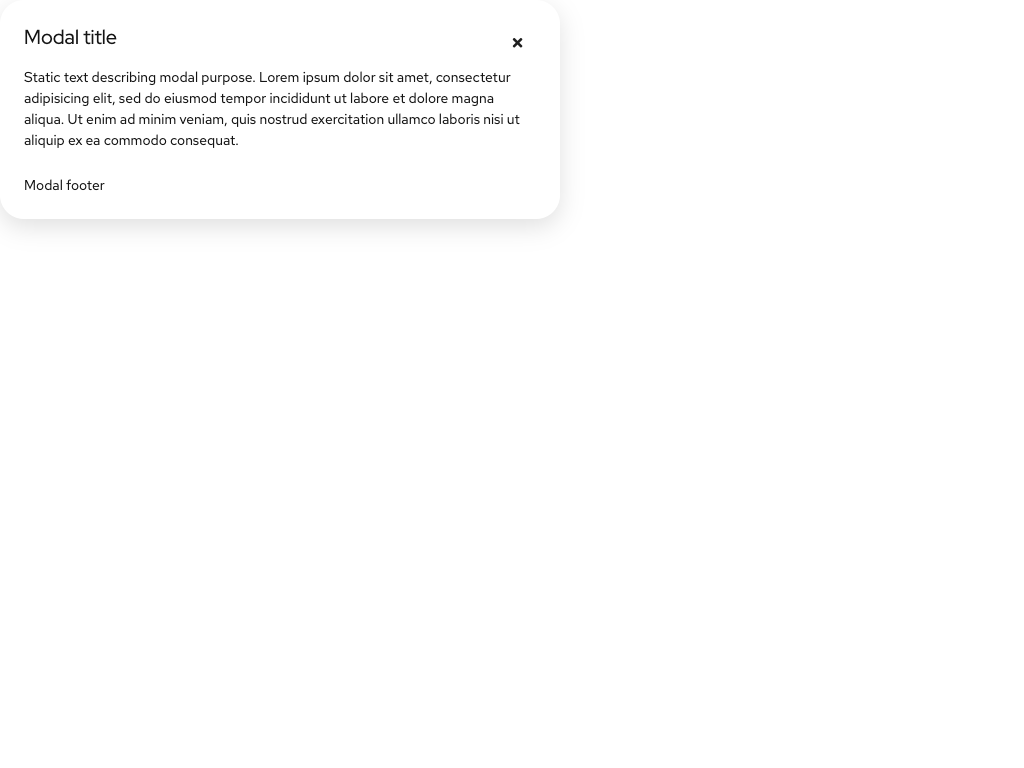 Modal title
Static text describing modal purpose. Lorem ipsum dolor sit amet, consectetur
adipisicing elit, sed do eiusmod tempor incididunt ut labore et dolore magna
aliqua. Ut enim ad minim veniam, quis nostrud exercitation ullamco laboris nisi ut
aliquip ex ea commodo consequat.
Modal footer